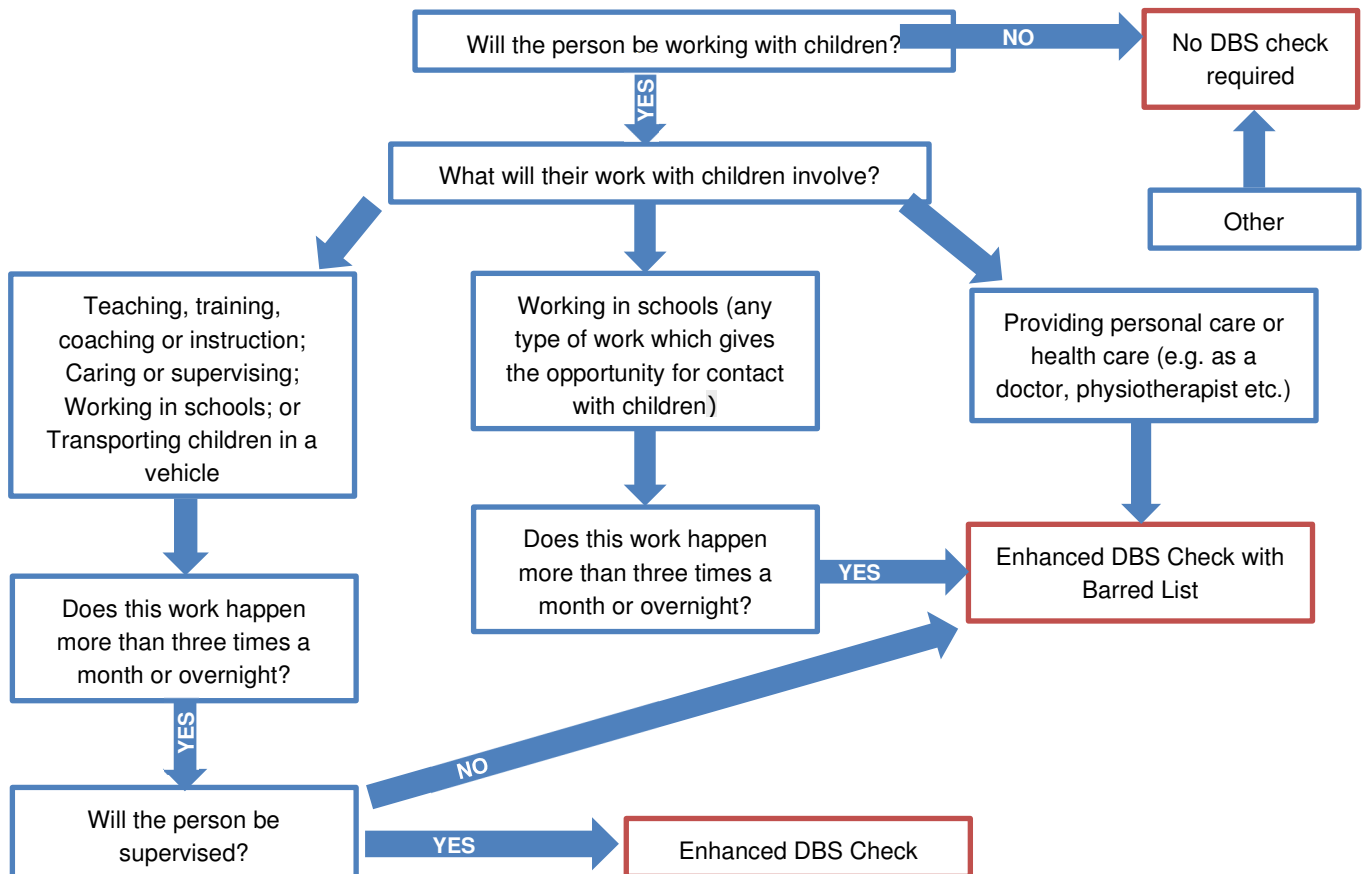 Will the person be working with children?
NO
No DBS check
required
YES
What will their work with children involve?
Other
Teaching, training,
coaching or instruction;
Caring or supervising;
Working in schools; or
Transporting children in a
vehicle
Working in schools (any
type of work which gives
the opportunity for contact
with children)
Providing personal care or
health care (e.g. as a
doctor, physiotherapist etc.)
Does this work happen
more than three times a
month or overnight?
YES
Enhanced DBS Check with
Barred List
Does this work happen
more than three times a
month or overnight?
YES
NO
Will the person be
supervised?
YES
Enhanced DBS Check